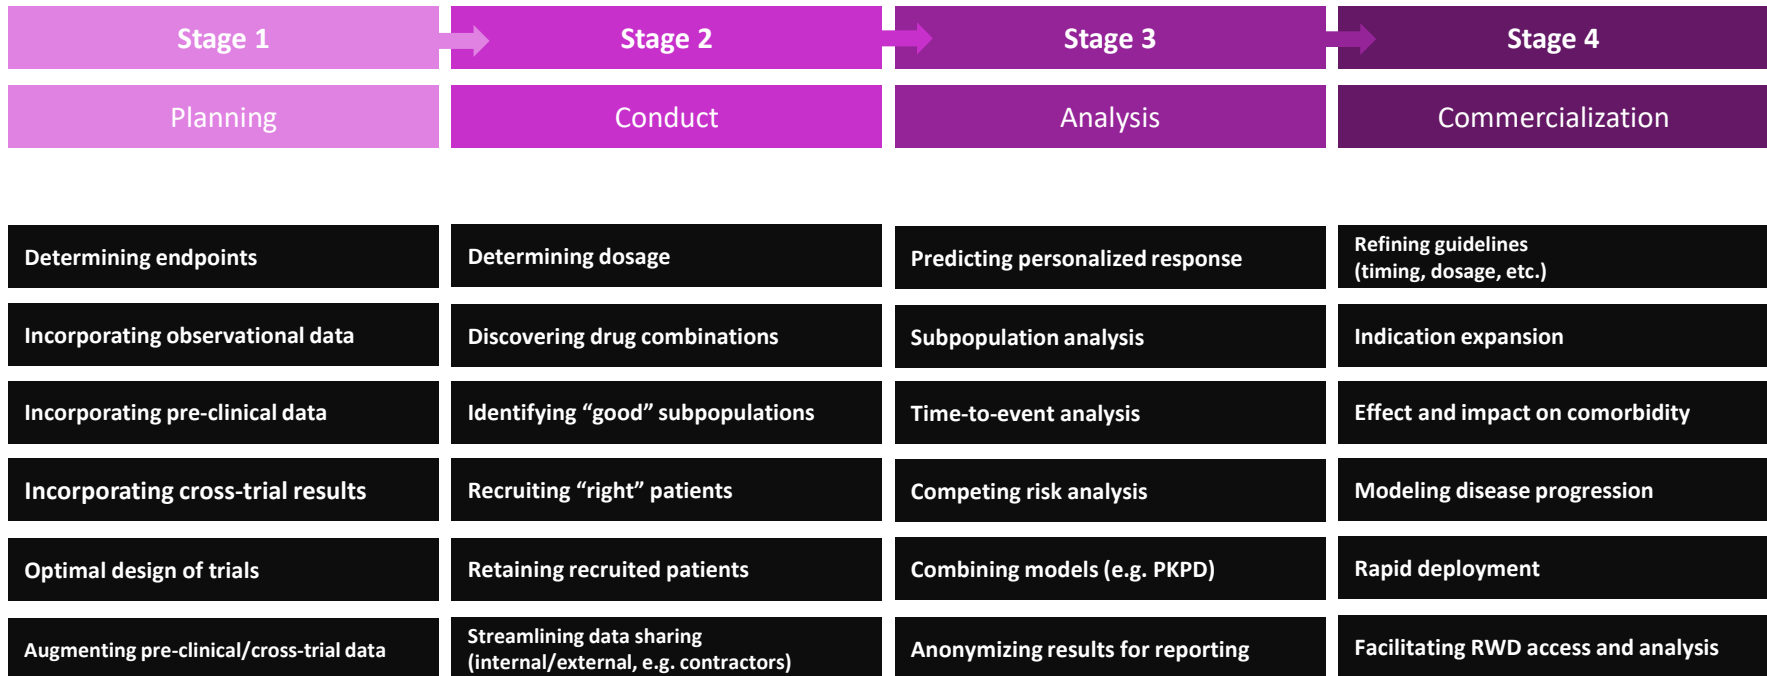 Stage 1
Stage 2
Stage 3
Stage 4
Planning
Conduct
Analysis
Commercialization
Determining endpoints
Determining dosage
Predicting personalized response
Refining guidelines
(timing, dosage, etc.)
Incorporating observational data
Discovering drug combinations
Subpopulation analysis
Indication expansion
Incorporating pre-clinical data
Identifying “good” subpopulations
Time-to-event analysis
Effect and impact on comorbidity
Incorporating cross-trial results
Recruiting “right” patients
Competing risk analysis
Modeling disease progression
Optimal design of trials
Retaining recruited patients
Combining models (e.g. PKPD)
Rapid deployment
Augmenting pre-clinical/cross-trial data
Streamlining data sharing
(internal/external, e.g. contractors)
Anonymizing results for reporting
Facilitating RWD access and analysis